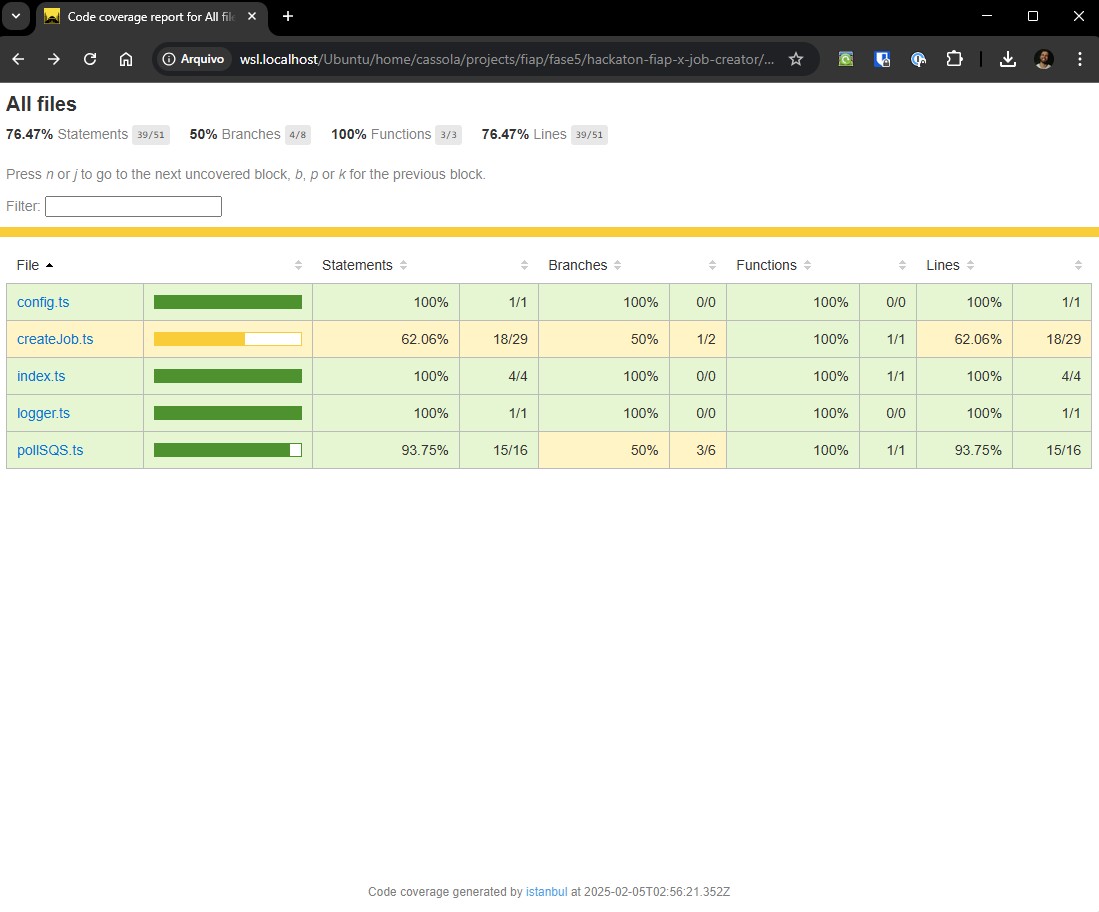 Code coverage report for All fil
Arquivo wsl.localhost/Ubuntu/home/cassola/projects/fiap/fase5/hackaton-fiap-x-job-creator/...
All files
76.47% Statements 39/51 50% Branches 4/8 100% Functions 3/3 76.47% Lines 39/51
Press n or j to go to the next uncovered block, b, p or k for the previous block.
Filter:
File Statements Branches Functions Lines
config.ts 100% 1/1 100% 0/0 100% 0/0 100% 1/1
createJob.ts 62.06% 18/29 50% 1/2 100% 1/1 62.06% 18/29
index.ts 100% 4/4 100% 0/0 100% 1/1 100% 4/4
logger.ts 100% 1/1 100% 0/0 100% 0/0 100% 1/1
pollSQS.ts 93.75% 15/16 50% 3/6 100% 1/1 93.75% 15/16
Code coverage generated by istanbul at 2025-02-05T02:56:21.352Z